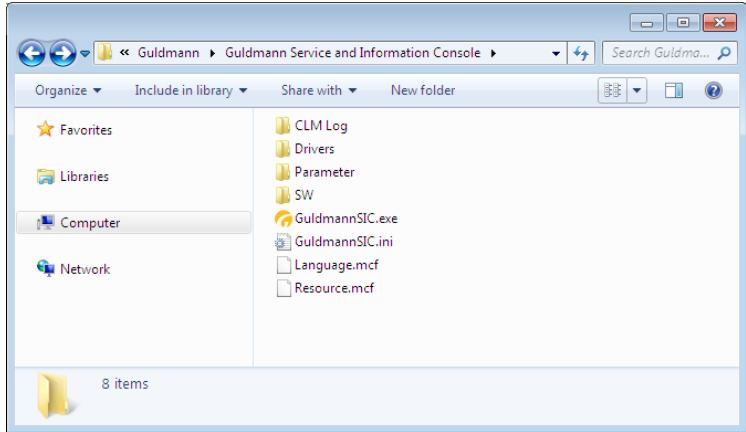 « Guldmann Guldmann Service and Information Console Search Guldma...
Organize Include in library Share with New folder
Favorites
Libraries
Computer
Network
CLM Log
Drivers
Parameter
SW
GuldmannSIC.exe
GuldmannSIC.ini
Language.mcf
Resource.mcf
8 items